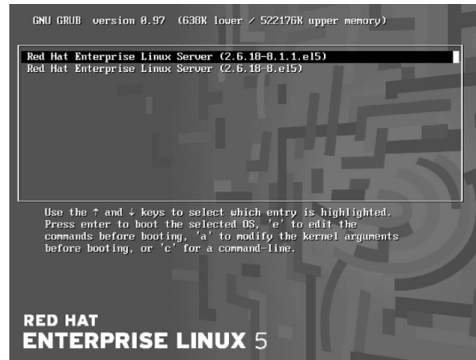 GNU GRUB version 0.97 (638K lower / 522176K upper memory)
Red Hat Enterprise Linux Server (2.6.18-8.1.1.el5)
Red Hat Enterprise Linux Server (2.6.18-8.el5)
Use the ↑ and ↓ keys to select which entry is highlighted.
Press enter to boot the selected OS, 'e' to edit the
commands before booting, 'a' to modify the kernel arguments
before booting, or 'c' for a command-line.
RED HAT
ENTERPRISE LINUX 5